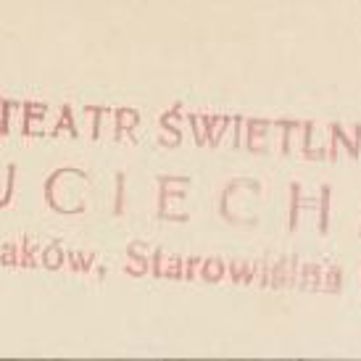 TEATR ŚWIETLN
UCIECH
aków, Starowiślna